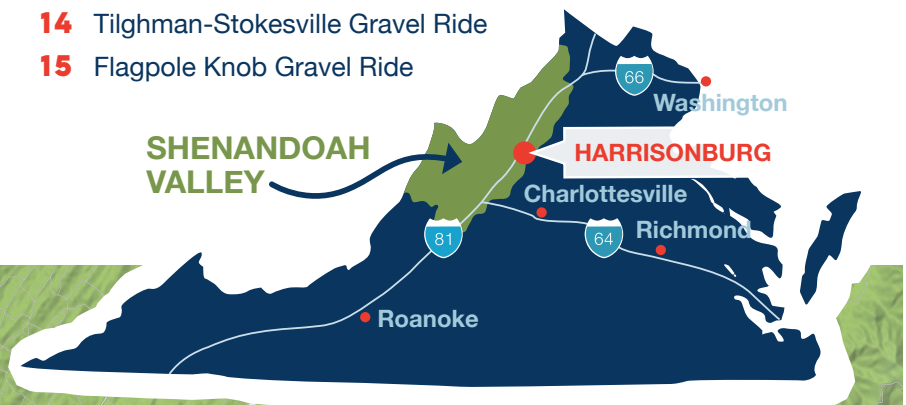 14 Tilghman-Stokesville Gravel Ride
15 Flagpole Knob Gravel Ride
66
Washington
SHENANDOAH
VALLEY
HARRISONBURG
Charlottesville
81
64
Richmond
Roanoke